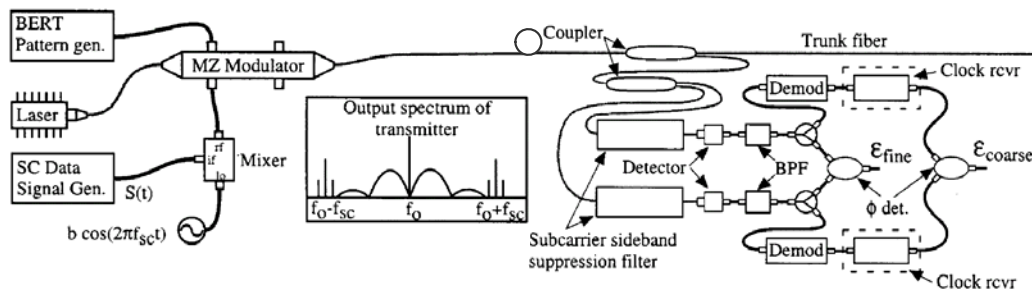 BERT
Pattern gen.
MZ Modulator
Laser
SC Data
Signal Gen.
S(t)
rf
if
lo
Mixer
b cos(2πf_SC t)
Output spectrum of
transmitter
f_O-f_SC
f_O
f_O+f_SC
Coupler
Trunk fiber
Demod
Clock rcvr
Detector
BPF
ε_fine
ε_coarse
ϕ det.
Subcarrier sideband
suppression filter
Demod
Clock rcvr